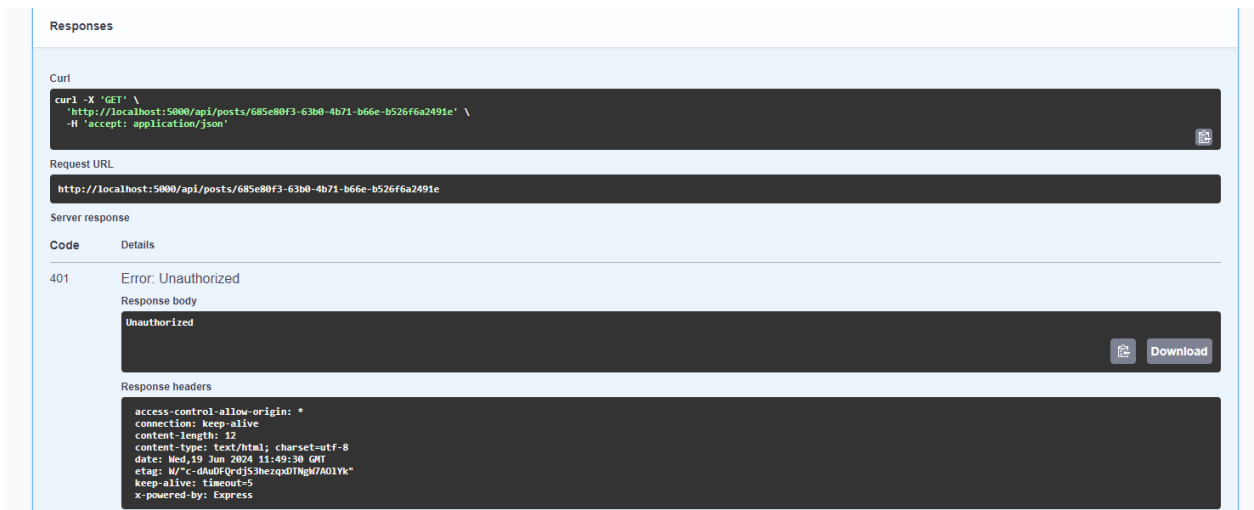 Responses
Curl
curl -X 'GET' \
'http://localhost:5000/api/posts/685e80f3-63b0-4b71-b66e-b526f6a2491e' \
-H 'accept: application/json'
Request URL
http://localhost:5000/api/posts/685e80f3-63b0-4b71-b66e-b526f6a2491e
Server response
Code Details
401 Error: Unauthorized
Response body
Unauthorized
Download
Response headers
access-control-allow-origin: *
connection: keep-alive
content-length: 12
content-type: text/html; charset=utf-8
date: Wed,19 Jun 2024 11:49:30 GMT
etag: W/"c-dAuDFQrdjS3hezqxDTNgW7AOlYk"
keep-alive: timeout=5
x-powered-by: Express